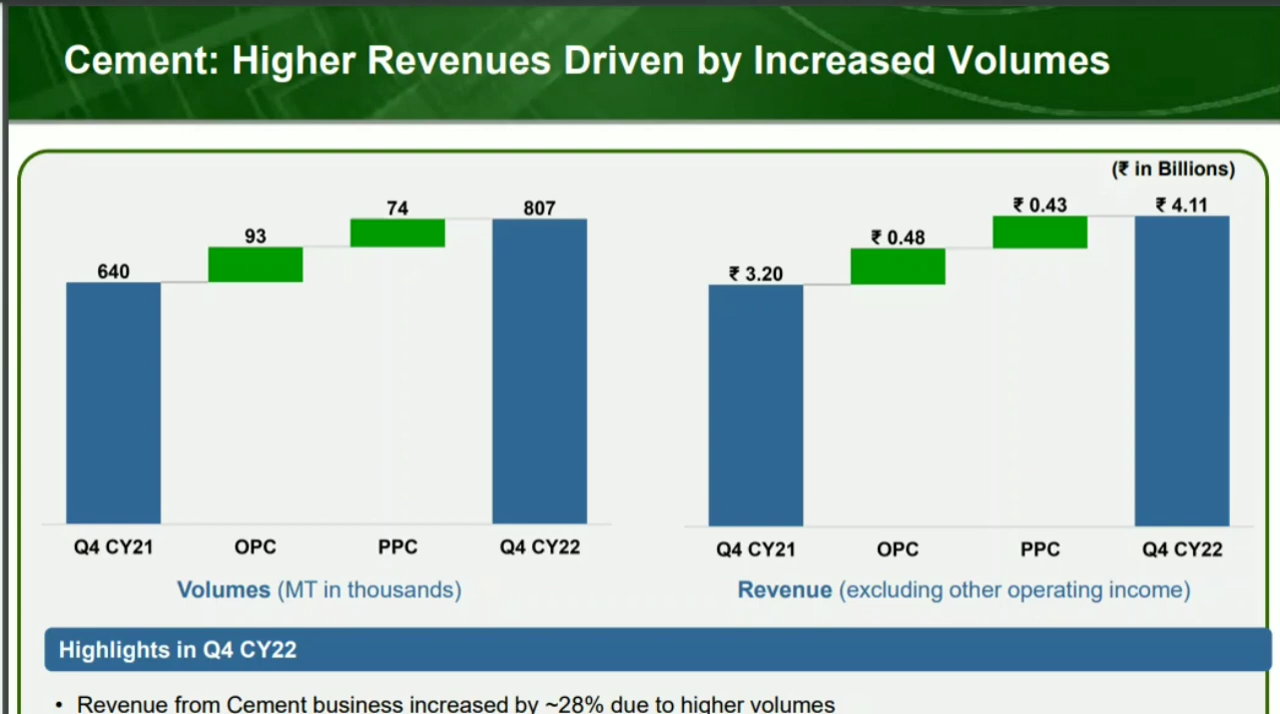 Cement: Higher Revenues Driven by Increased Volumes
(₹ in Billions)
640
93
74
807
Q4 CY21
OPC
PPC
Q4 CY22
Volumes (MT in thousands)
₹ 3.20
₹ 0.48
₹ 0.43
₹ 4.11
Q4 CY21
OPC
PPC
Q4 CY22
Revenue (excluding other operating income)
Highlights in Q4 CY22
• Revenue from Cement business increased by ~28% due to higher volumes